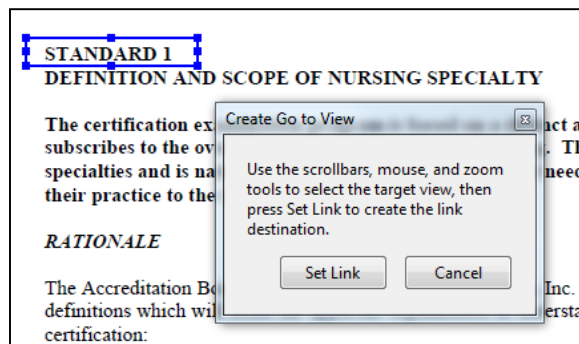 STANDARD 1
DEFINITION AND SCOPE OF NURSING SPECIALTY
Create Go to View
The certification ex
subscribes to the ov
specialties and is na
their practice to the
Use the scrollbars, mouse, and zoom
tools to select the target view, then
press Set Link to create the link
destination.
Set Link
Cancel
RATIONALE
The Accreditation Bo Inc.
definitions which wil
certification: